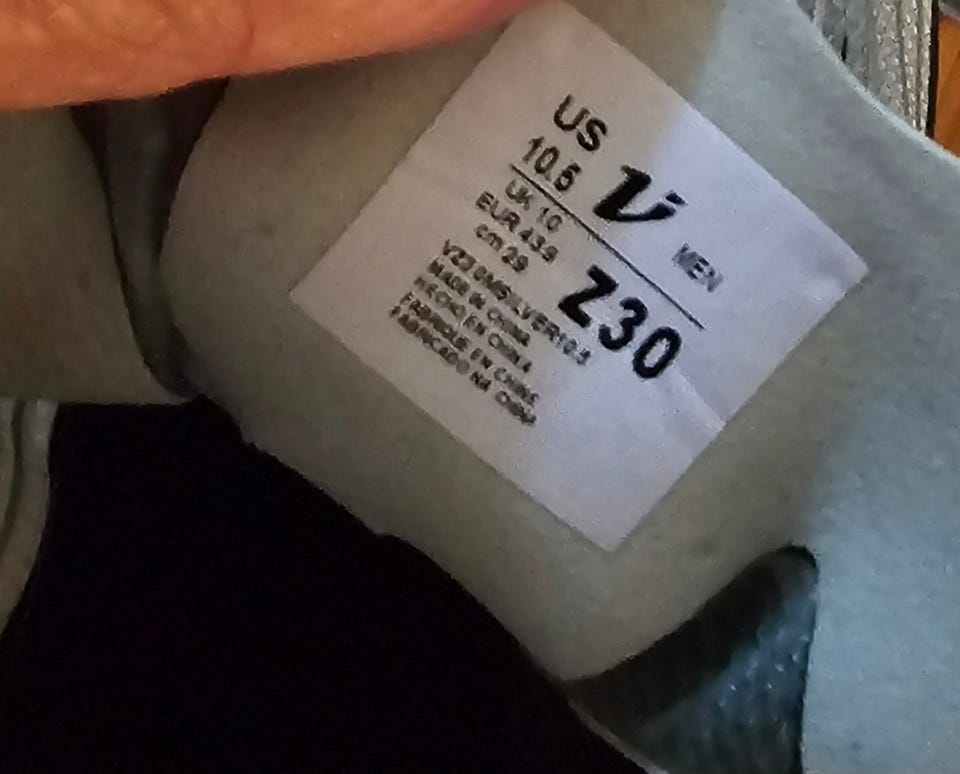 US
10.5
MEN
UK 10
EUR 43.5
cm 29
Z30
MADE IN CHINA
HECHO EN CHINA
FABRIQUE EN CHINE
FABRICADO NA CHINA